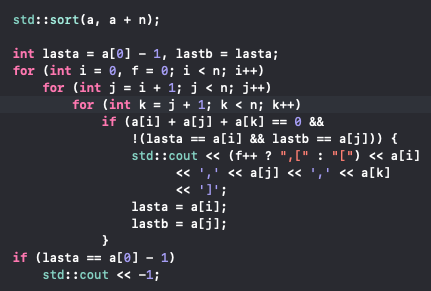 std::sort(a, a + n);
int lasta = a[0] - 1, lastb = lasta;
for (int i = 0, f = 0; i < n; i++)
for (int j = i + 1; j < n; j++)
for (int k = j + 1; k < n; k++)
if (a[i] + a[j] + a[k] == 0 &&
!(lasta == a[i] && lastb == a[j])) {
std::cout << (f++ ? ",[" : "[") << a[i]
<< ',' << a[j] << ',' << a[k]
<< ']';
lasta = a[i];
lastb = a[j];
}
if (lasta == a[0] - 1)
std::cout << -1;